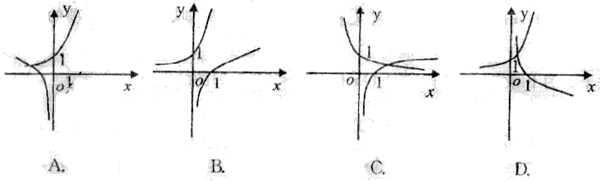 y y y y
1 1 1 1
o 1 x o 1 x o 1 x o 1 x
A. B. C. D.